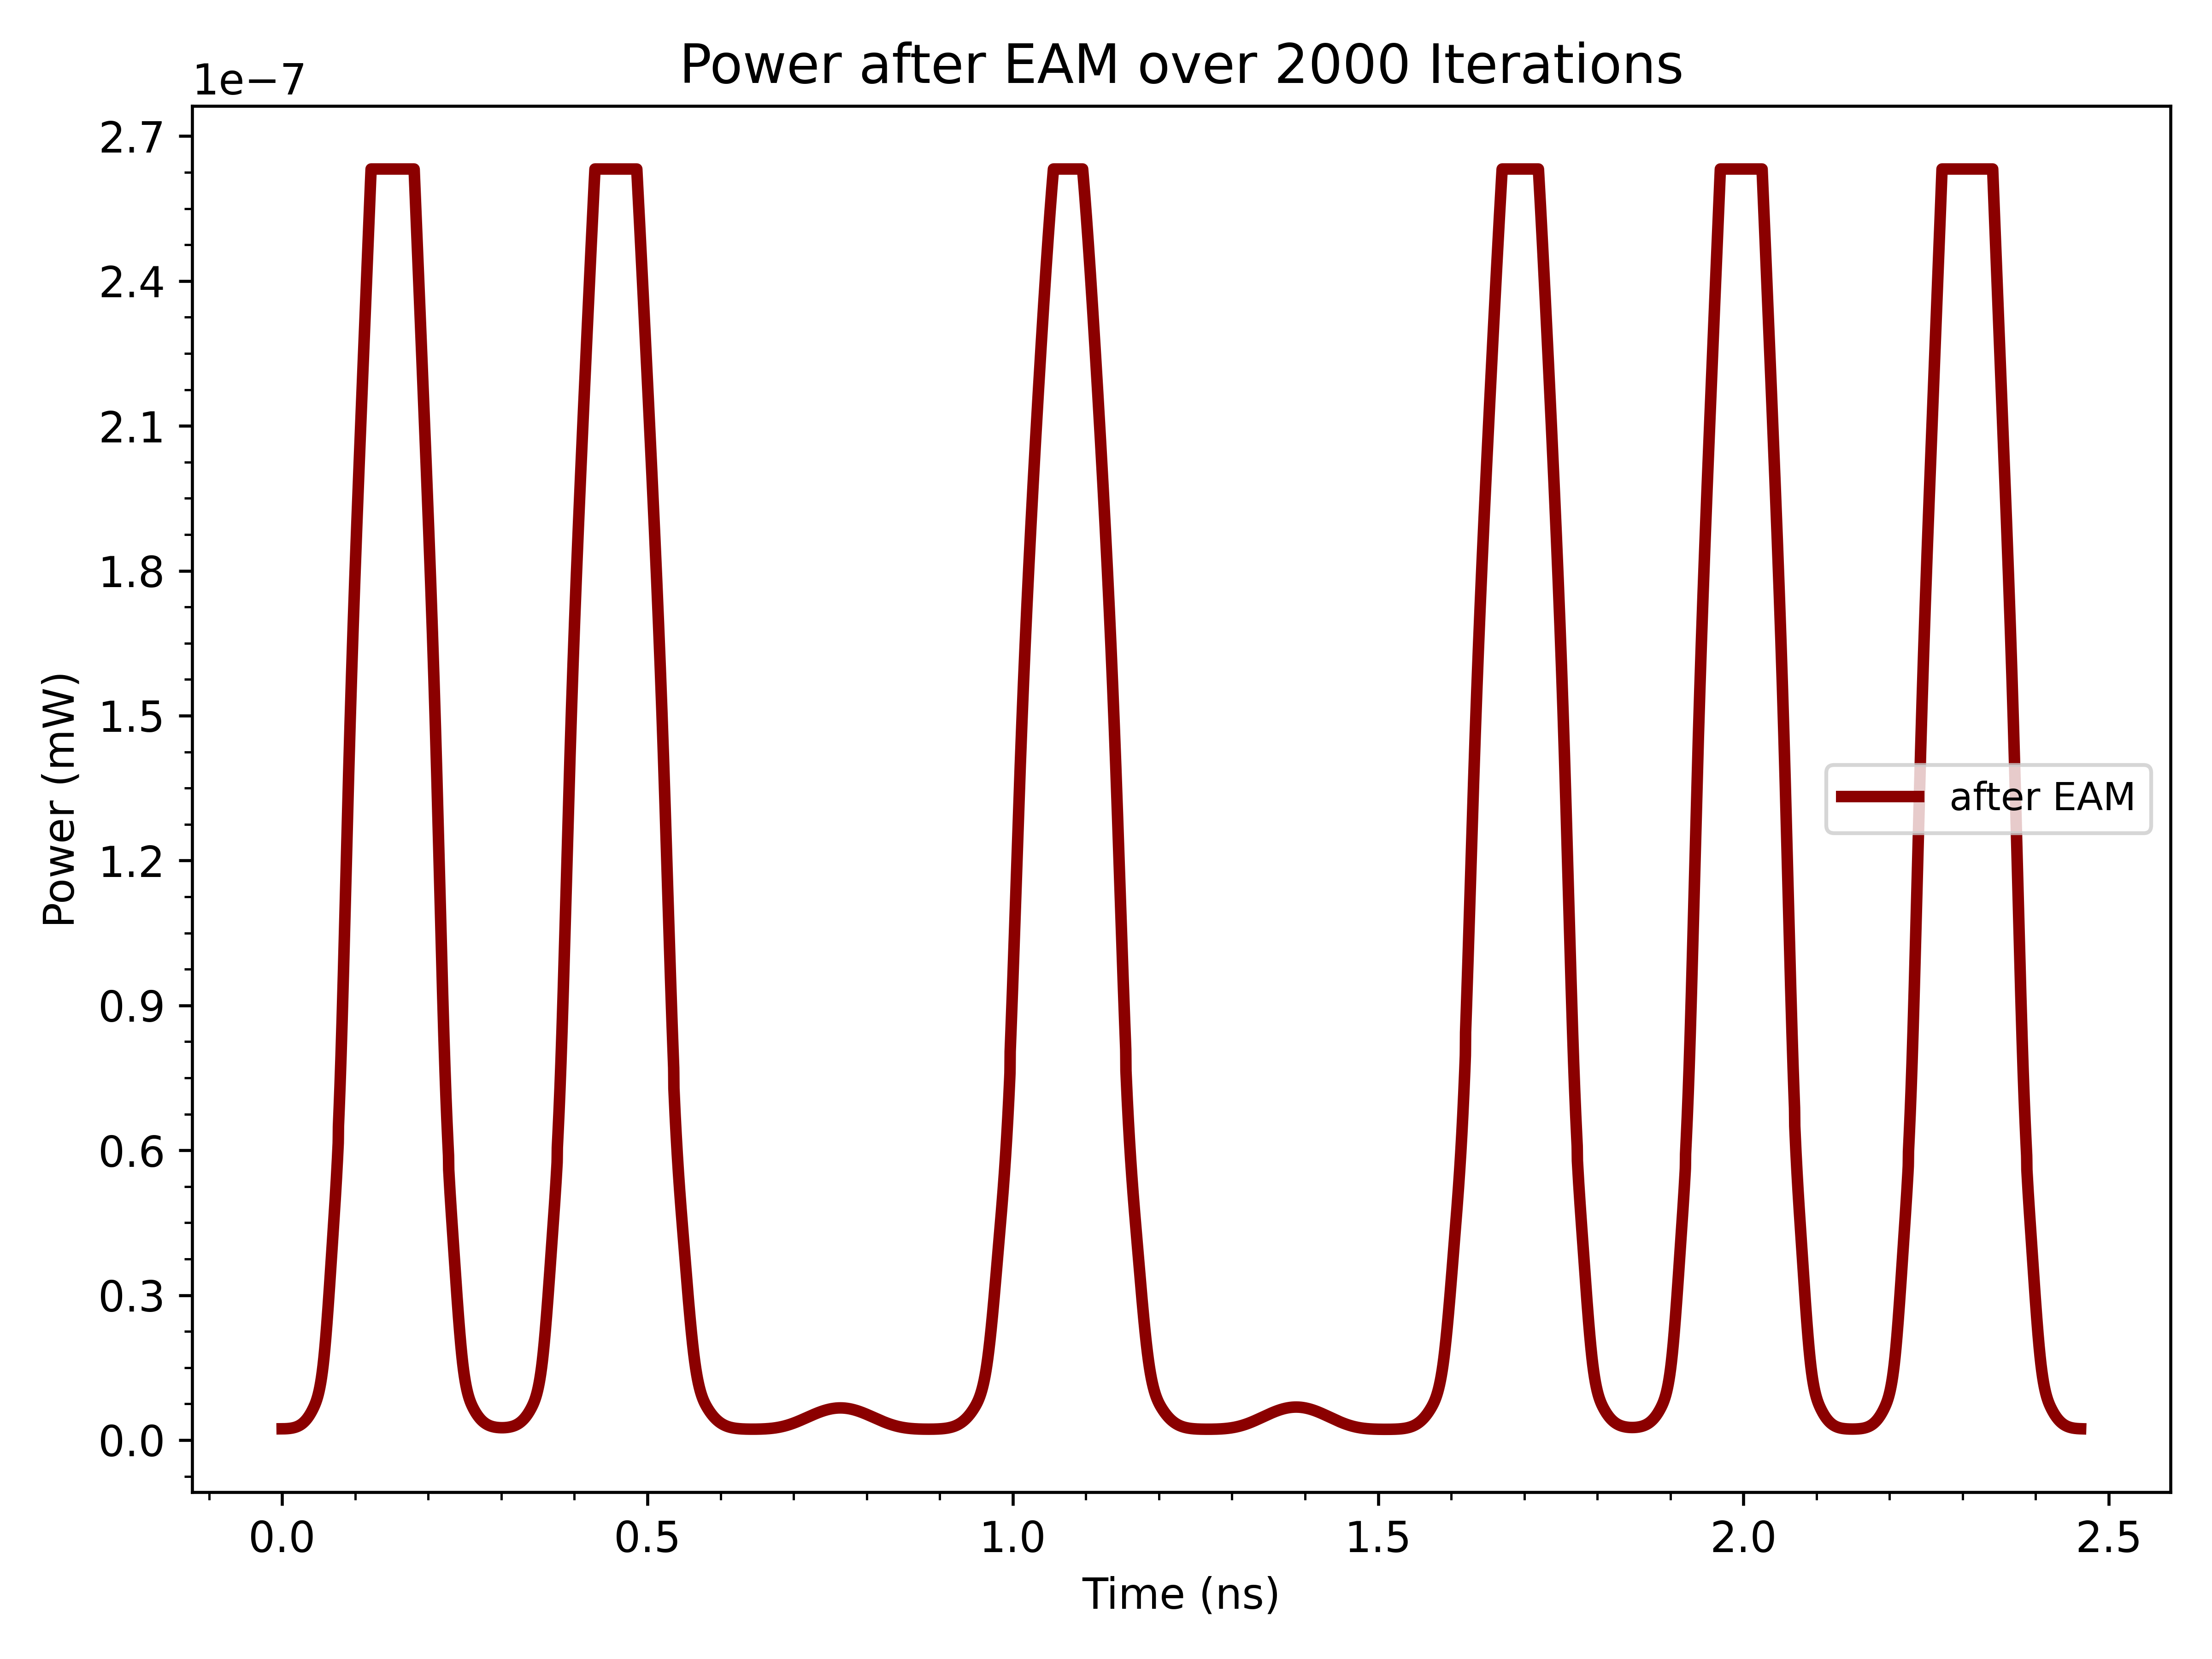 Power after EAM over 2000 Iterations
1e−7
2.7
2.4
2.1
1.8
1.5
1.2
0.9
0.6
0.3
0.0
Power (mW)
after EAM
0.0 0.5 1.0 1.5 2.0 2.5
Time (ns)